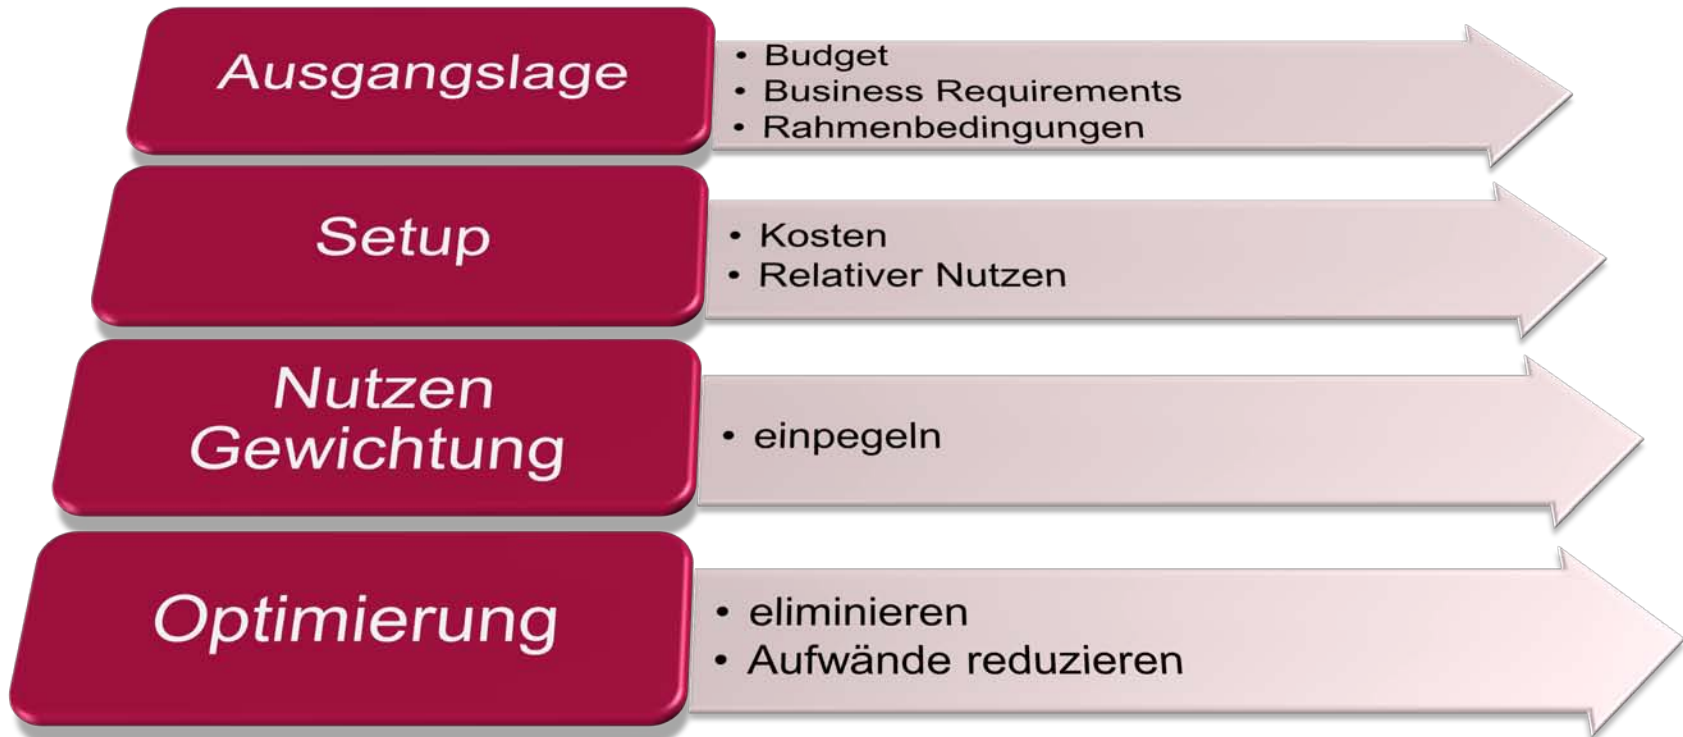 Ausgangslage
• Budget
• Business Requirements
• Rahmenbedingungen
Setup
• Kosten
• Relativer Nutzen
Nutzen
Gewichtung
• einpegeln
Optimierung
• eliminieren
• Aufwände reduzieren